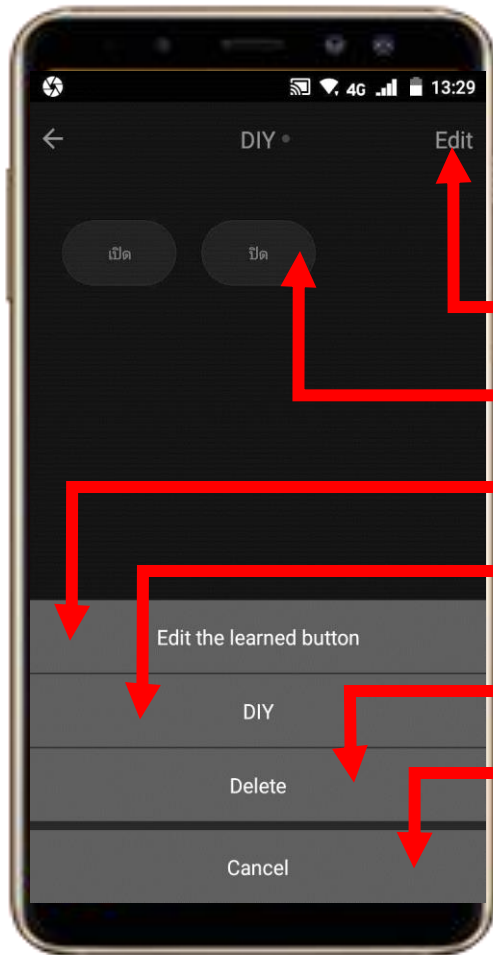 4G 13:29
DIY Edit
เปิด ปิด
Edit the learned button
DIY
Delete
Cancel